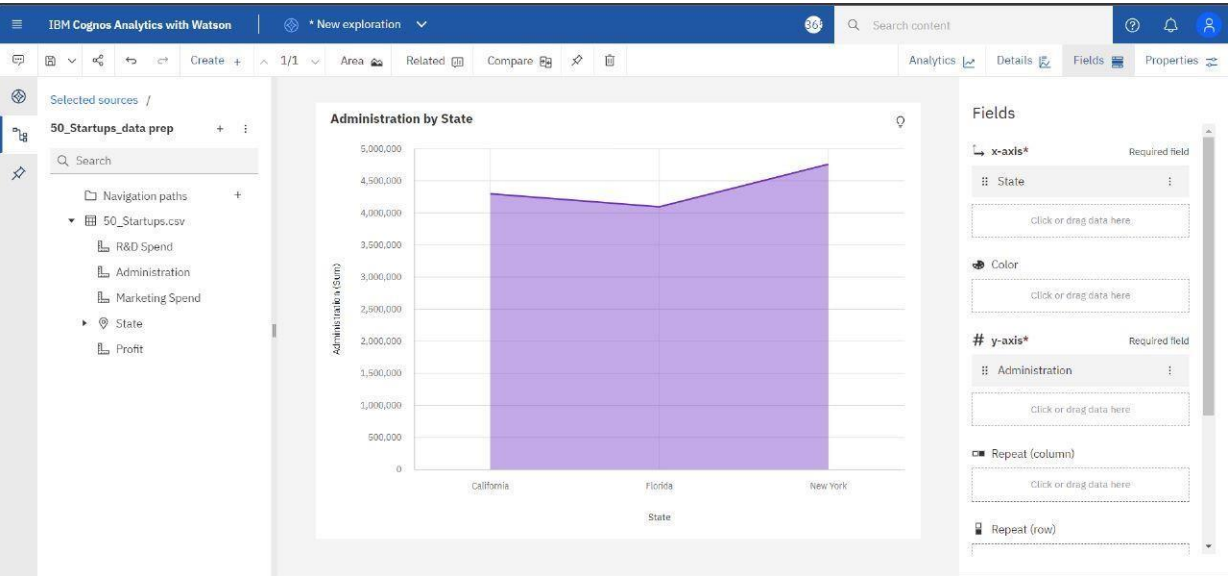 IBM Cognos Analytics with Watson
* New exploration
365
Search content
Create +
1/1
Area
Related
Compare
Analytics
Details
Fields
Properties
Selected sources /
50_Startups_data prep
Search
Navigation paths
50_Startups.csv
R&D Spend
Administration
Marketing Spend
State
Profit
Administration by State
Administration (Sum)
5,000,000
4,500,000
4,000,000
3,500,000
3,000,000
2,500,000
2,000,000
1,500,000
1,000,000
500,000
0
California
Florida
New York
State
Fields
x-axis*
Required field
State
Click or drag data here
Color
Click or drag data here
# y-axis*
Required field
Administration
Click or drag data here
Repeat (column)
Click or drag data here
Repeat (row)